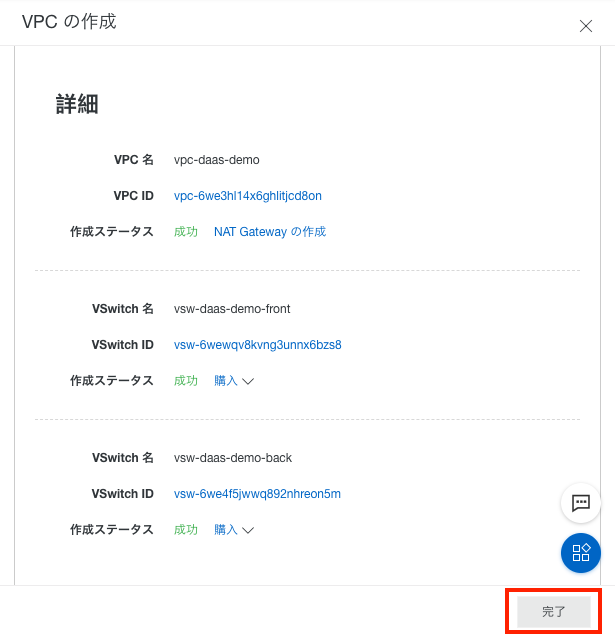 VPC の作成
詳細
VPC 名 vpc-daas-demo
VPC ID vpc-6we3hl14x6ghlitjcd8on
作成ステータス 成功 NAT Gateway の作成
VSwitch 名 vsw-daas-demo-front
VSwitch ID vsw-6wewqv8kvng3unnx6bzs8
作成ステータス 成功 購入
VSwitch 名 vsw-daas-demo-back
VSwitch ID vsw-6we4f5jwwq892nhreon5m
作成ステータス 成功 購入
完了